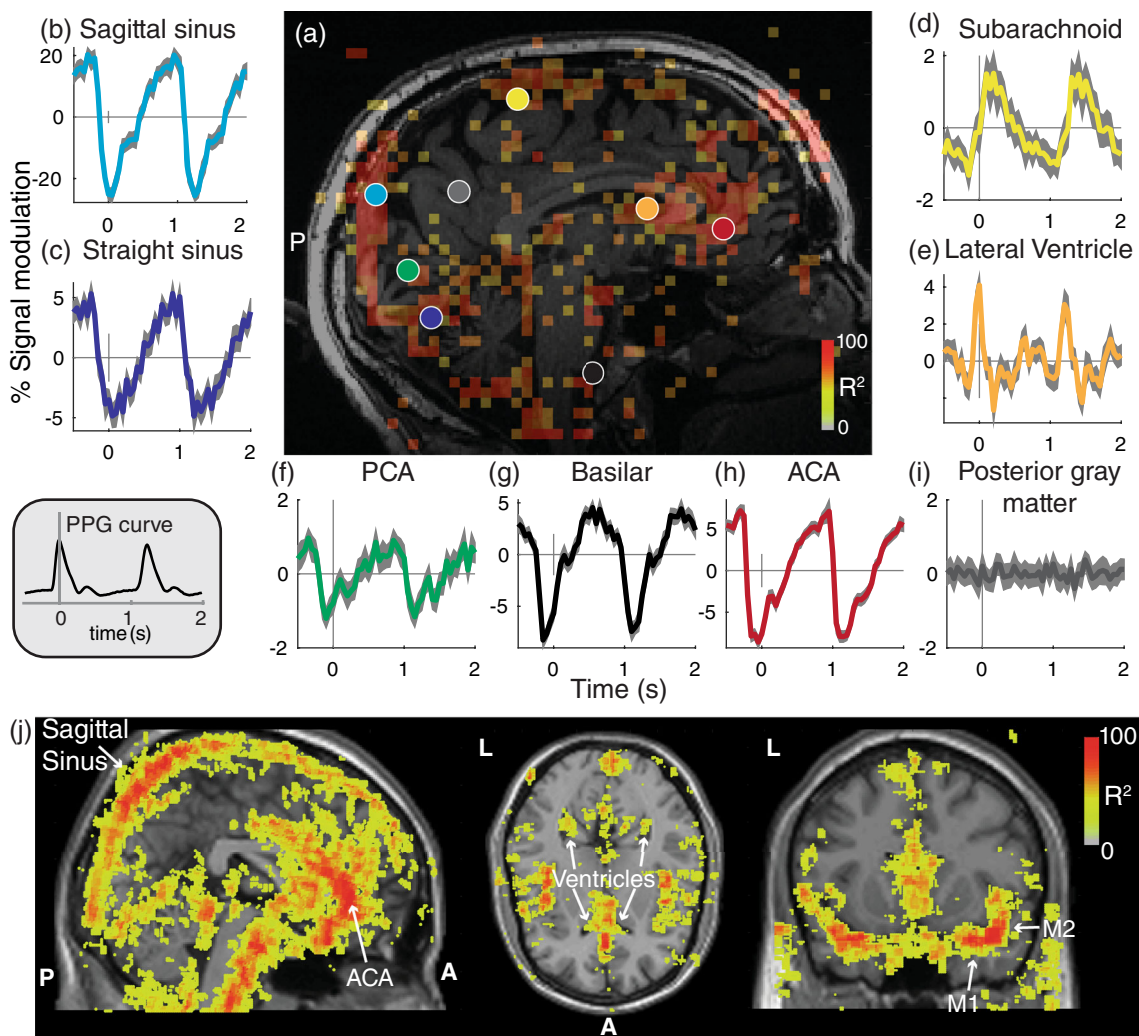 (b) Sagittal sinus
20
0
-20
0 1 2
(c) Straight sinus
5
0
-5
0 1 2
% Signal modulation
(a)
P
100
R²
0
(d) Subarachnoid
2
0
-2
0 1 2
(e) Lateral Ventricle
4
2
0
-2
0 1 2
PPG curve
0 1 2
time (s)
(f) PCA
2
0
-2
0 1 2
(g) Basilar
5
0
-5
0 1 2
(h) ACA
5
0
-5
0 1 2
(i) Posterior gray
matter
2
0
-2
0 1 2
Time (s)
(j)
Sagittal
Sinus
P
ACA
A
L
Ventricles
A
L
M2
M1
100
R²
0